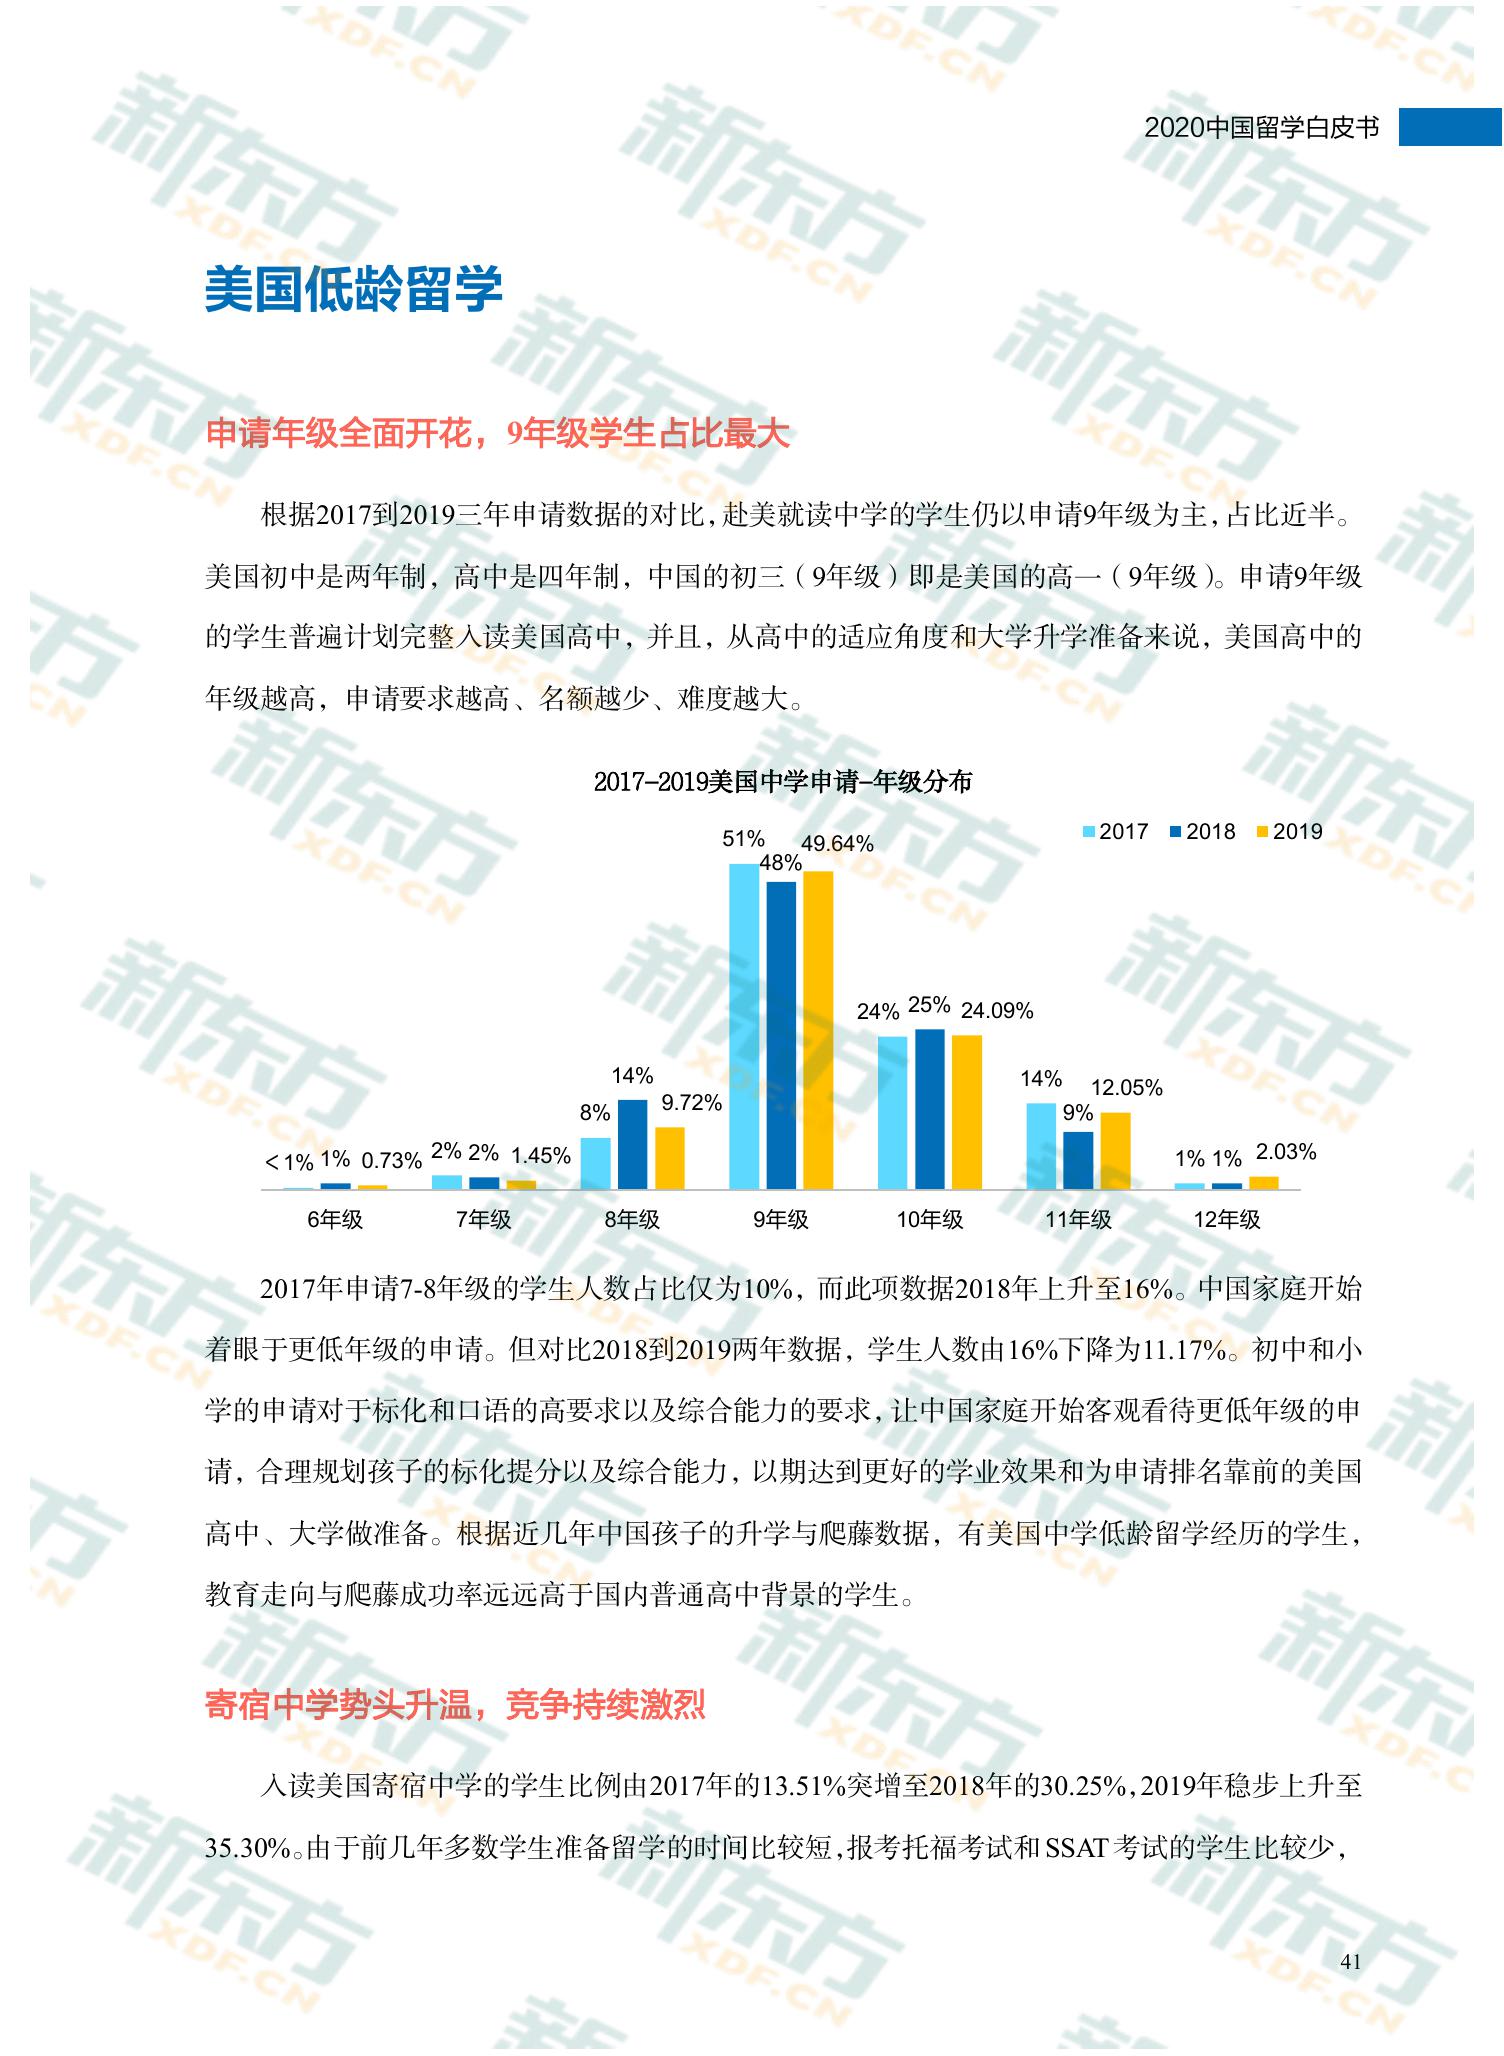 2020中国留学白皮书
美国低龄留学
申请年级全面开花，9年级学生占比最大
根据2017到2019三年申请数据的对比，赴美就读中学的学生仍以申请9年级为主，占比近半。
美国初中是两年制，高中是四年制，中国的初三（9年级）即是美国的高一（9年级）。申请9年级
的学生普遍计划完整入读美国高中，并且，从高中的适应角度和大学升学准备来说，美国高中的
年级越高，申请要求越高、名额越少、难度越大。
2017–2019美国中学申请–年级分布
2017 2018 2019
＜1% 1% 0.73% 2% 2% 1.45% 8% 14% 9.72% 51% 48% 49.64% 24% 25% 24.09% 14% 9% 12.05% 1% 1% 2.03%
6年级 7年级 8年级 9年级 10年级 11年级 12年级
2017年申请7-8年级的学生人数占比仅为10%，而此项数据2018年上升至16%。中国家庭开始
着眼于更低年级的申请。但对比2018到2019两年数据，学生人数由16%下降为11.17%。初中和小
学的申请对于标化和口语的高要求以及综合能力的要求，让中国家庭开始客观看待更低年级的申
请，合理规划孩子的标化提分以及综合能力，以期达到更好的学业效果和为申请排名靠前的美国
高中、大学做准备。根据近几年中国孩子的升学与爬藤数据，有美国中学低龄留学经历的学生，
教育走向与爬藤成功率远远高于国内普通高中背景的学生。
寄宿中学势头升温，竞争持续激烈
入读美国寄宿中学的学生比例由2017年的13.51%突增至2018年的30.25%，2019年稳步上升至
35.30%。由于前几年多数学生准备留学的时间比较短，报考托福考试和SSAT考试的学生比较少，
41
新东方
XDF.CN